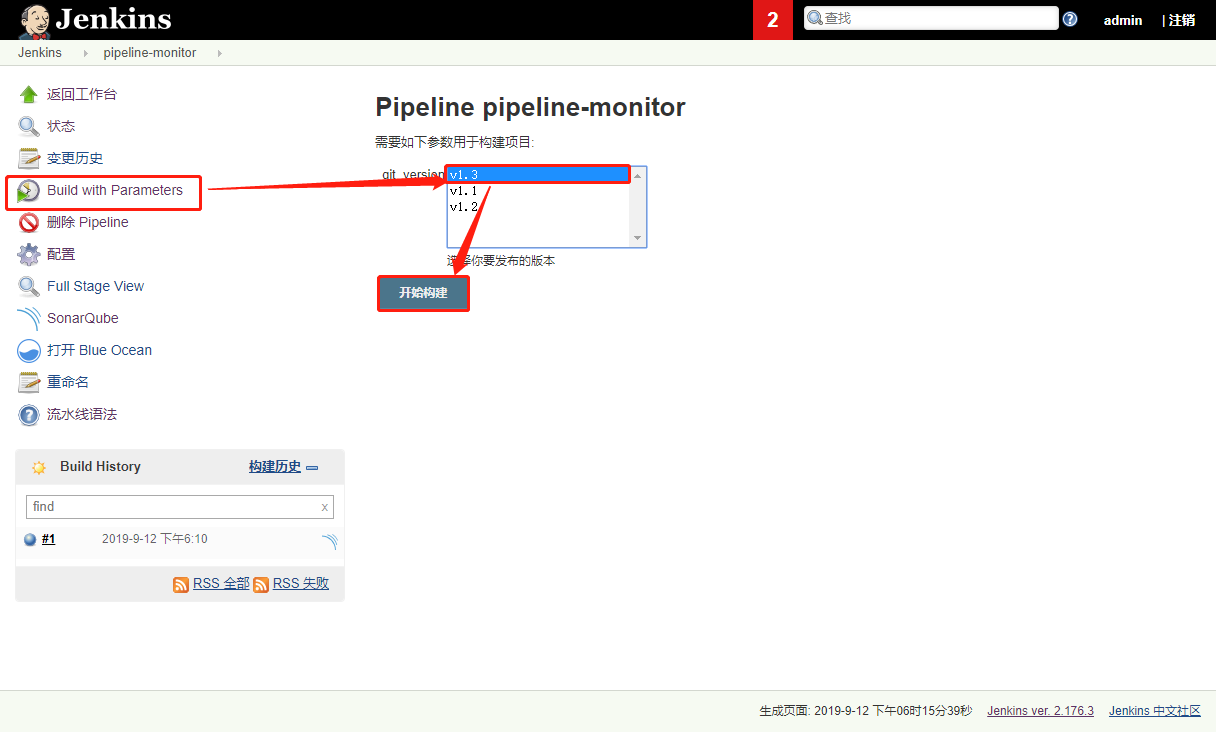 Jenkins
2 查找 admin | 注销
Jenkins pipeline-monitor
返回工作台
状态
变更历史
Build with Parameters
删除 Pipeline
配置
Full Stage View
SonarQube
打开 Blue Ocean
重命名
流水线语法
Build History 构建历史
find x
#1 2019-9-12 下午6:10
RSS 全部 RSS 失败
Pipeline pipeline-monitor
需要如下参数用于构建项目:
git_version
v1.3
v1.1
v1.2
选择你要发布的版本
开始构建
生成页面: 2019-9-12 下午06时15分39秒 Jenkins ver. 2.176.3 Jenkins 中文社区